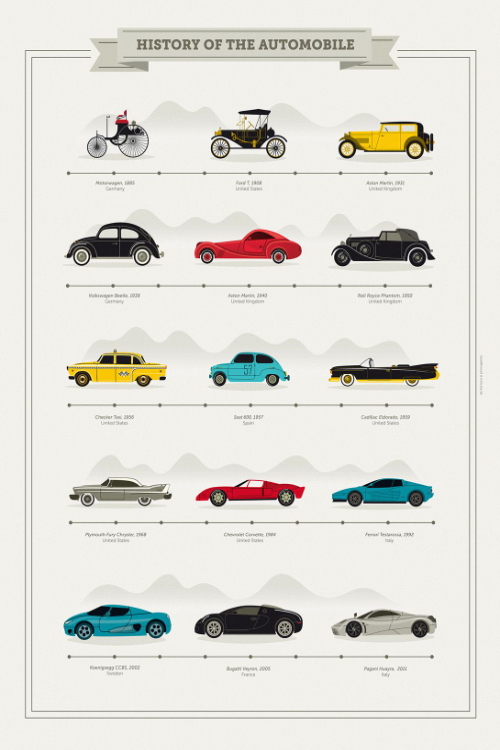 HISTORY OF THE AUTOMOBILE
Motorwagen, 1885
Germany
Ford T, 1908
United States
Aston Martin, 1931
United Kingdom
Volkswagen Beetle, 1938
Germany
Aston Martin, 1940
United Kingdom
Roll Royce Phantom,
United Kingdom
Checker Taxi, 1956
United States
Seat 600, 1957
Spain
57
Cadillac Eldorado, 1959
United States
Plymouth Fury Chrysler, 1968
United States
Chevrolet Corvette, 1964
United States
Ferrari Testarossa, 1992
Italy
Koenigsegg CC8S, 2002
Sweden
Bugatti Veyron, 2005
France
Pagani Huayra, 2011
Italy